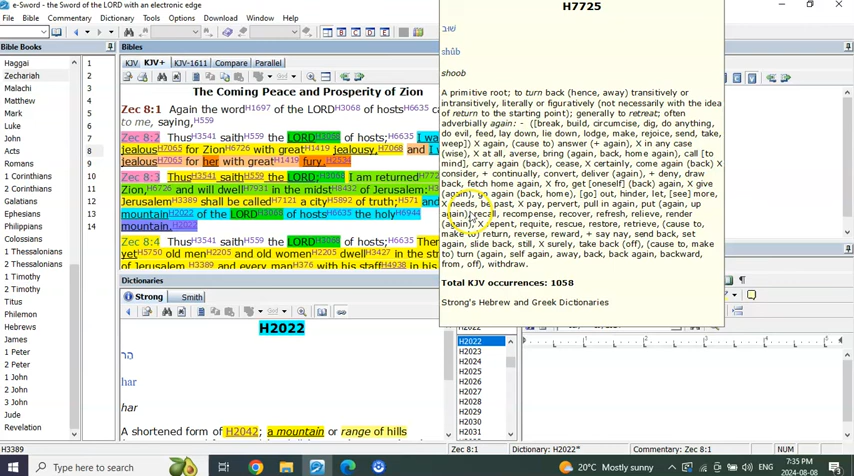 e-Sword - the Sword of the LORD with an electronic edge
File Bible Commentary Dictionary Tools Options Download Window Help
Bible Books
Haggai
Zechariah
Malachi
Matthew
Mark
Luke
John
Acts
Romans
1 Corinthians
2 Corinthians
Galatians
Ephesians
Philippians
1 Thessalonians
2 Thessalonians
1 Timothy
2 Timothy
Titus
Philemon
Hebrews
James
1 Peter
2 Peter
1 John
2 John
3 John
Jude
Revelation
1
2
3
4
5
6
7
8
9
10
11
12
13
14
Bibles
KJV KJV+ KJV-1611 Compare Parallel
The Coming Peace and Prosperity of Zion
Zec 8:1 Again the word H1697 of the LORD H3068 of hosts H6635
to me, saying, H559
Zec 8:2 Thus H3541 saith H559 the LORD H3068 of hosts; H6635 I wa
jealous H7065 for Zion H6726 with great H1419 jealousy, H7068 and I w
jealous H7065 for her with great H1419 fury. H2534
Zec 8:3 Thus H3541 saith H559 the LORD; H3068 I am returned H7725
Zion, H6726 and will dwell H7931 in the midst H8432 of Jerusalem: H
Jerusalem H3389 shall be called H7121 a city H5892 of truth; H571 and t
mountain H2022 of the LORD H3068 of hosts H6635 the holy H6944
mountain. H2022
Zec 8:4 Thus H3541 saith H559 the LORD H3068 of hosts; H6635 There
yet H5750 old men H2205 and old women H2205 dwell H3427 in the streets
of Jerusalem H3389 and every man H376 with his staff H4938 in his
Dictionaries
Strong Smith
H2022
הַר
har
har
A shortened form of H2042; a mountain or range of hills
H2022
H2022
H2023
H2024
H2025
H2026
H2027
H2028
H2029
H2030
H2031
H7725
שׁוּב
shûb
shoob
A primitive root; to turn back (hence, away) transitively or
intransitively, literally or figuratively (not necessarily with the idea
of return to the starting point); generally to retreat; often
adverbially again: - ([break, build, circumcise, dig, do anything,
do evil, feed, lay down, lie down, lodge, make, rejoice, send, take,
weep]) X again, (cause to) answer (+ again), X in any case
(wise), X at all, averse, bring (again, back, home again), call [to
mind], carry again (back), cease, X certainly, come again (back) X
consider, + continually, convert, deliver (again), + deny, draw
back, fetch home again, X fro, get [oneself] (back) again, X give
(again), go again (back, home), [go] out, hinder, let, [see] more,
X needs, be past, X pay, pervert, pull in again, put (again, up
again), recall, recompense, recover, refresh, relieve, render
(again), X repent, requite, rescue, restore, retrieve, (cause to,
make to) return, reverse, reward, + say nay, send back, set
again, slide back, still, X surely, take back (off), (cause to, make
to) turn (again, self again, away, back, back again, backward,
from, off), withdraw.
Total KJV occurrences: 1058
Strong's Hebrew and Greek Dictionaries
H3389
Zec 8:1
Dictionary: H2022*
Commentary: Zec 8:1
NUM
Type here to search
20°C Mostly sunny
ENG
7:35 PM
2024-08-08